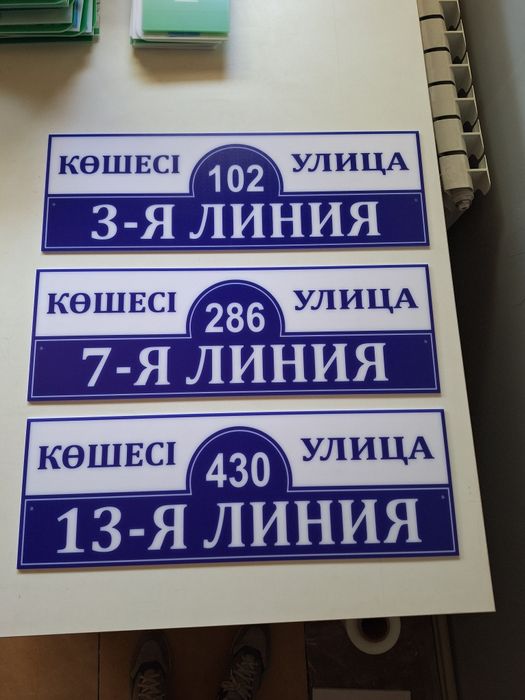 КӨШЕСІ 102 УЛИЦА
3-Я ЛИНИЯ
КӨШЕСІ 286 УЛИЦА
7-Я ЛИНИЯ
КӨШЕСІ 430 УЛИЦА
13-Я ЛИНИЯ